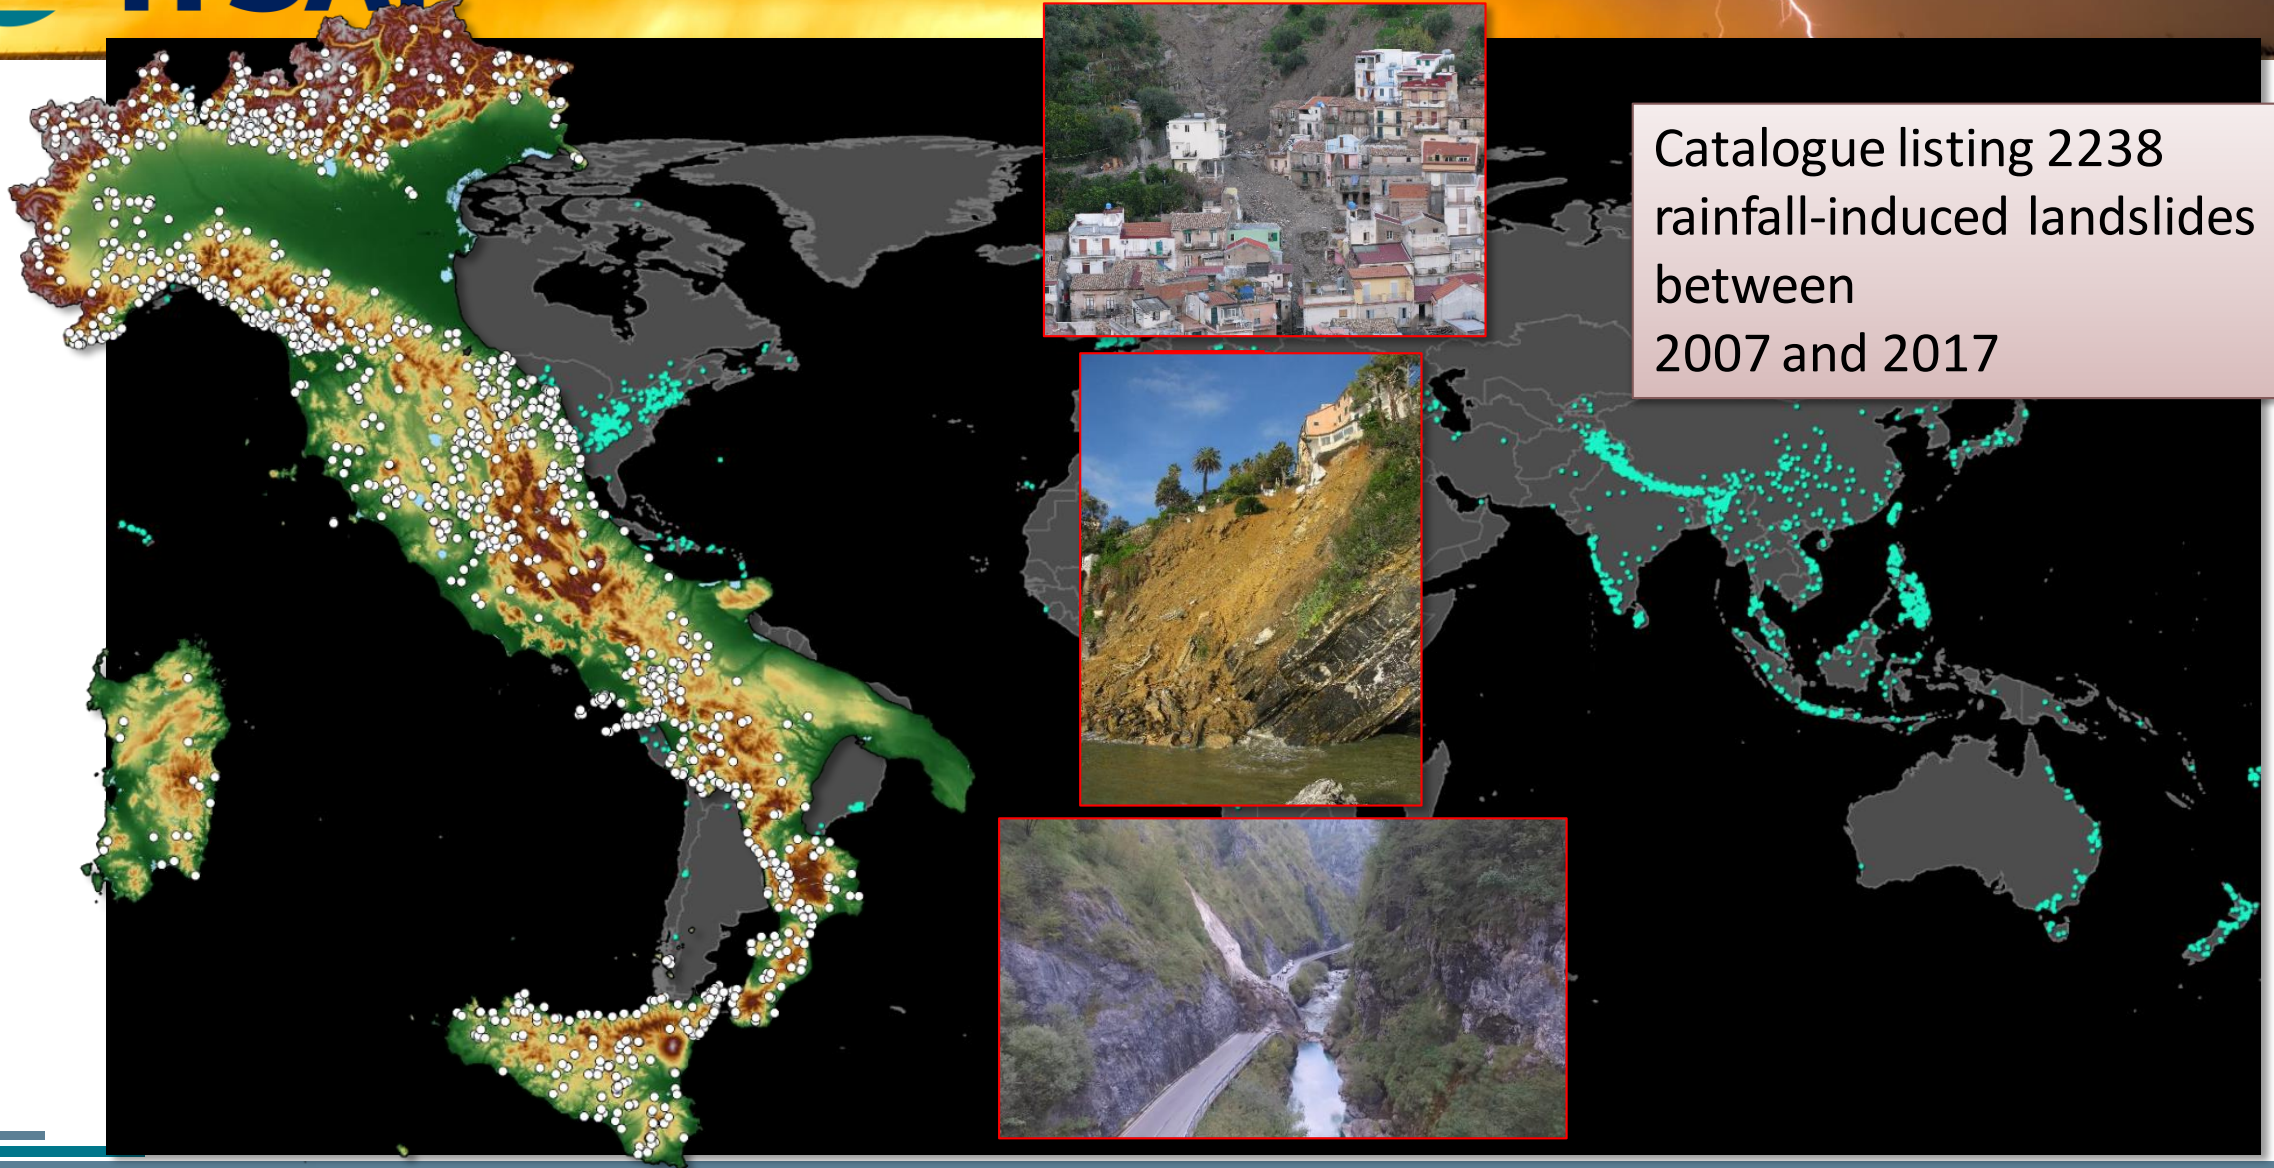 Catalogue listing 2238
rainfall-induced landslides
between
2007 and 2017